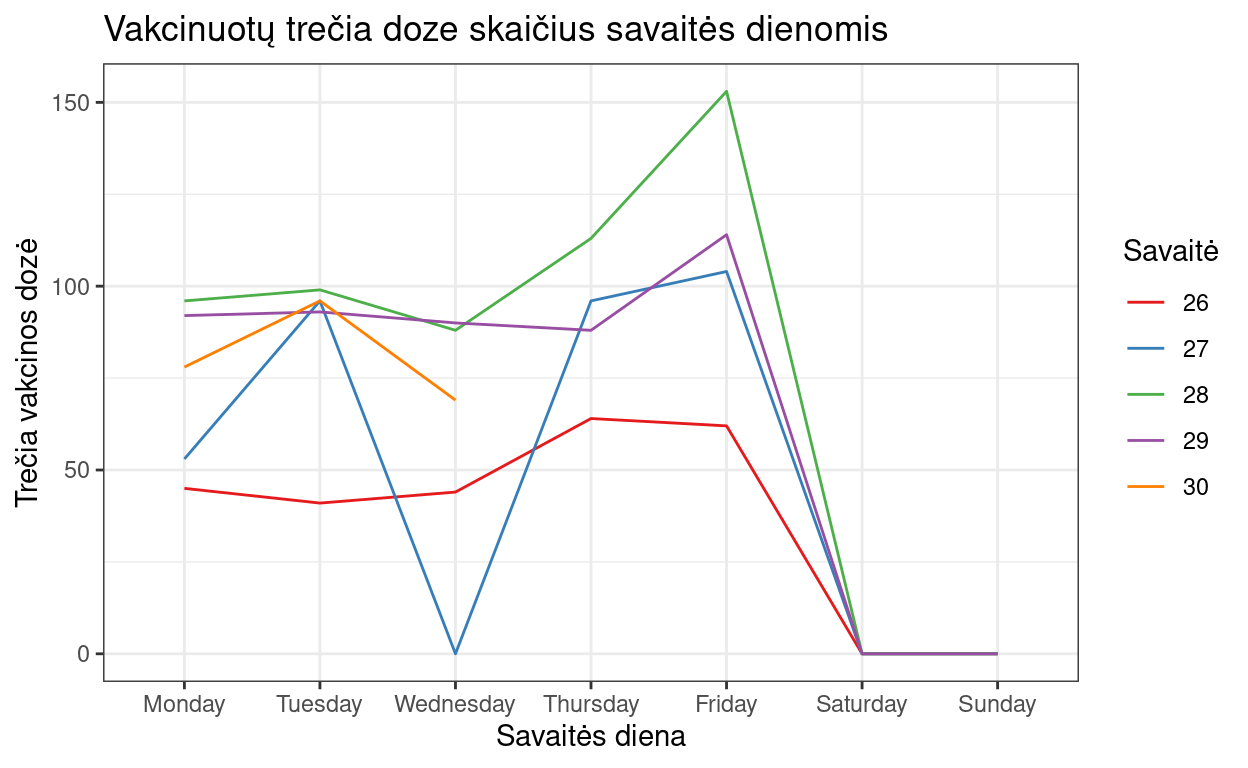 Vakcinuotų trečia doze skaičius savaitės dienomis
Trečia vakcinos dozė
150
100
50
0
Monday Tuesday Wednesday Thursday Friday Saturday Sunday
Savaitės diena
Savaitė
26
27
28
29
30